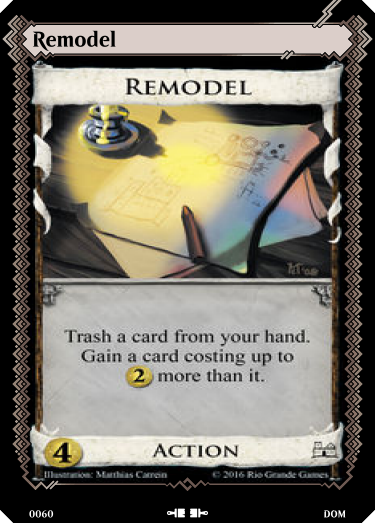 Remodel
REMODEL
Trash a card from your hand.
Gain a card costing up to
2 more than it.
4
ACTION
Illustration: Matthias Catrein © 2016 Rio Grande Games
0060 DOM